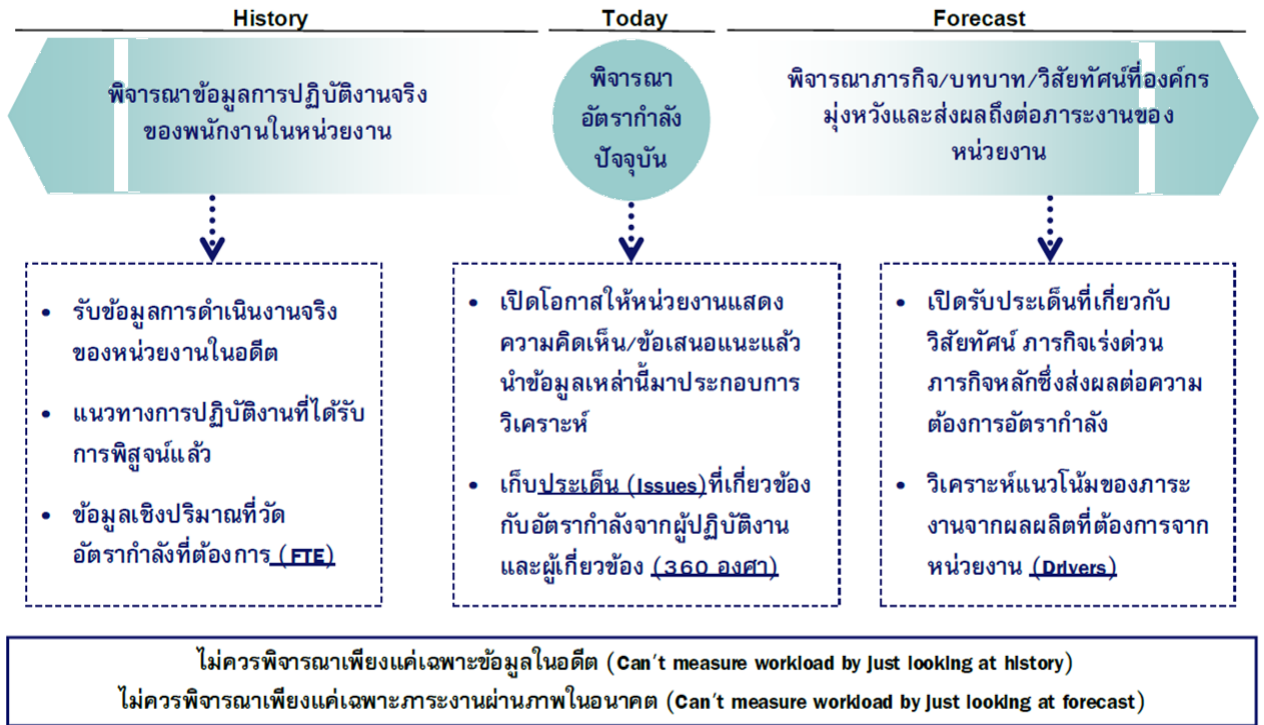 History
Today
Forecast
พิจารณาข้อมูลการปฏิบัติงานจริง
ของพนักงานในหน่วยงาน
พิจารณา
อัตรากำลัง
ปัจจุบัน
พิจารณาภารกิจ/บทบาท/วิสัยทัศน์ที่องค์กร
มุ่งหวังและส่งผลถึงต่อภาระงานของ
หน่วยงาน
• รับข้อมูลการดำเนินงานจริง
ของหน่วยงานในอดีต
• แนวทางการปฏิบัติงานที่ได้รับ
การพิสูจน์แล้ว
• ข้อมูลเชิงปริมาณที่วัด
อัตรากำลังที่ต้องการ (FTE)
• เปิดโอกาสให้หน่วยงานแสดง
ความคิดเห็น/ข้อเสนอแนะแล้ว
นำข้อมูลเหล่านี้มาประกอบการ
วิเคราะห์
• เก็บประเด็น (Issues)ที่เกี่ยวข้อง
กับอัตรากำลังจากผู้ปฏิบัติงาน
และผู้เกี่ยวข้อง (360 องศา)
• เปิดรับประเด็นที่เกี่ยวกับ
วิสัยทัศน์ ภารกิจเร่งด่วน
ภารกิจหลักซึ่งส่งผลต่อความ
ต้องการอัตรากำลัง
• วิเคราะห์แนวโน้มของภาระ
งานจากผลผลิตที่ต้องการจาก
หน่วยงาน (Drivers)
ไม่ควรพิจารณาเพียงแค่เฉพาะข้อมูลในอดีต (Can't measure workload by just looking at history)
ไม่ควรพิจารณาเพียงแค่เฉพาะภาระงานผ่านภาพในอนาคต (Can't measure workload by just looking at forecast)